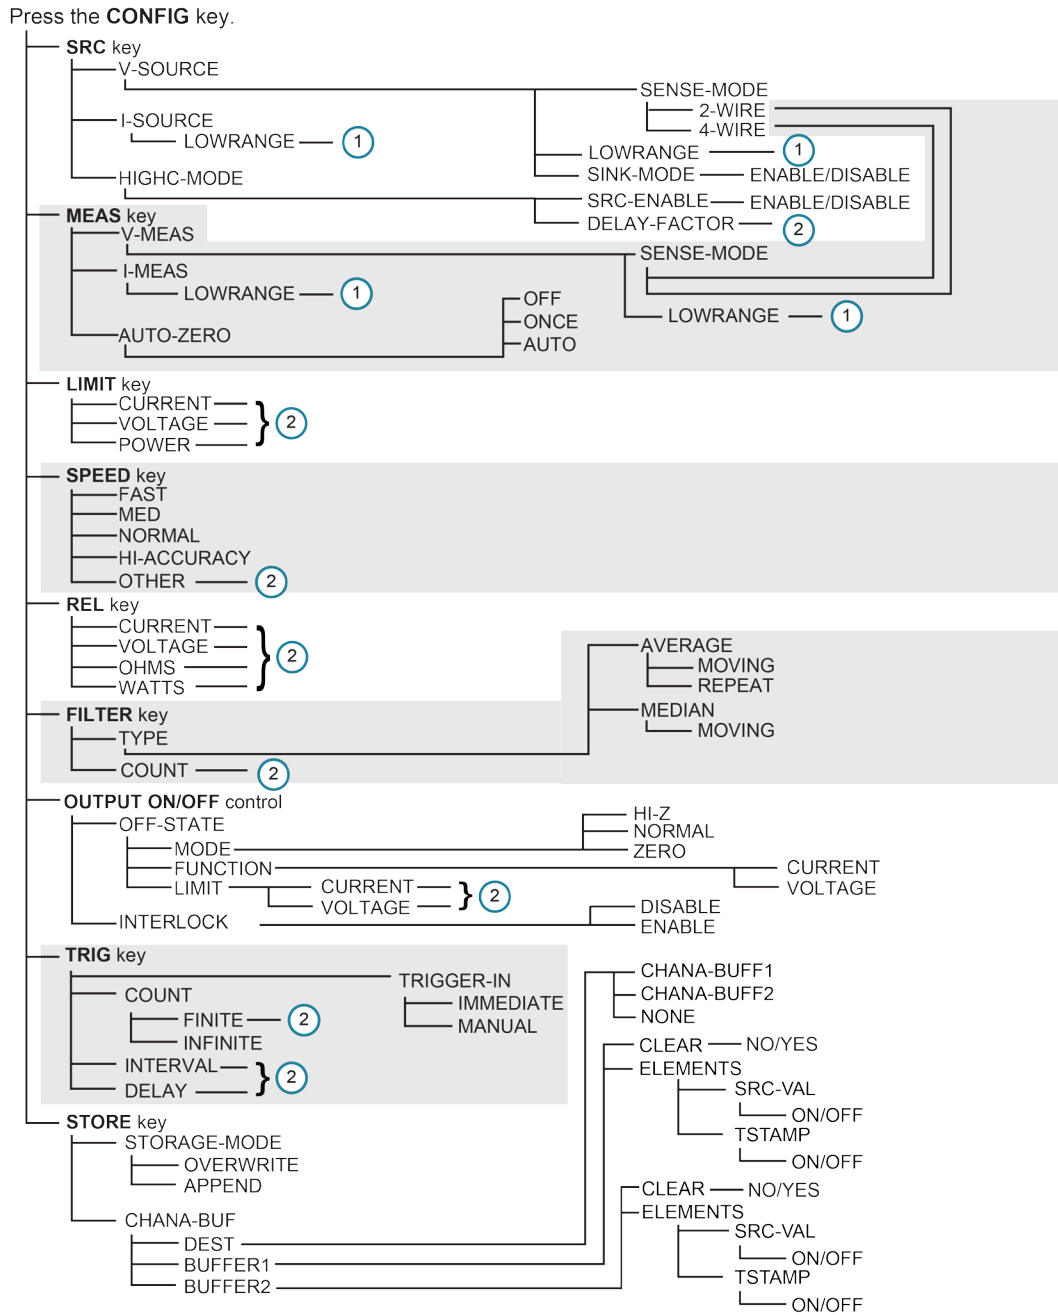 Press the CONFIG key.
SRC key
V-SOURCE
SENSE-MODE
2-WIRE
4-WIRE
I-SOURCE
LOWRANGE 1
LOWRANGE 1
SINK-MODE ENABLE/DISABLE
HIGHC-MODE
SRC-ENABLE ENABLE/DISABLE
DELAY-FACTOR 2
MEAS key
V-MEAS
SENSE-MODE
I-MEAS
LOWRANGE 1
LOWRANGE 1
AUTO-ZERO
OFF
ONCE
AUTO
LIMIT key
CURRENT
VOLTAGE
POWER
} 2
SPEED key
FAST
MED
NORMAL
HI-ACCURACY
OTHER 2
REL key
CURRENT
VOLTAGE
OHMS
WATTS
} 2
FILTER key
TYPE
AVERAGE
MOVING
REPEAT
MEDIAN
MOVING
COUNT 2
OUTPUT ON/OFF control
OFF-STATE
MODE
HI-Z
NORMAL
ZERO
FUNCTION
CURRENT
VOLTAGE
LIMIT
CURRENT
VOLTAGE
} 2
INTERLOCK
DISABLE
ENABLE
TRIG key
TRIGGER-IN
IMMEDIATE
MANUAL
COUNT
FINITE 2
INFINITE
INTERVAL
DELAY
} 2
STORE key
STORAGE-MODE
OVERWRITE
APPEND
CHANA-BUF
DEST
BUFFER1
BUFFER2
CHANA-BUFF1
CHANA-BUFF2
NONE
CLEAR NO/YES
ELEMENTS
SRC-VAL
ON/OFF
TSTAMP
ON/OFF
CLEAR NO/YES
ELEMENTS
SRC-VAL
ON/OFF
TSTAMP
ON/OFF